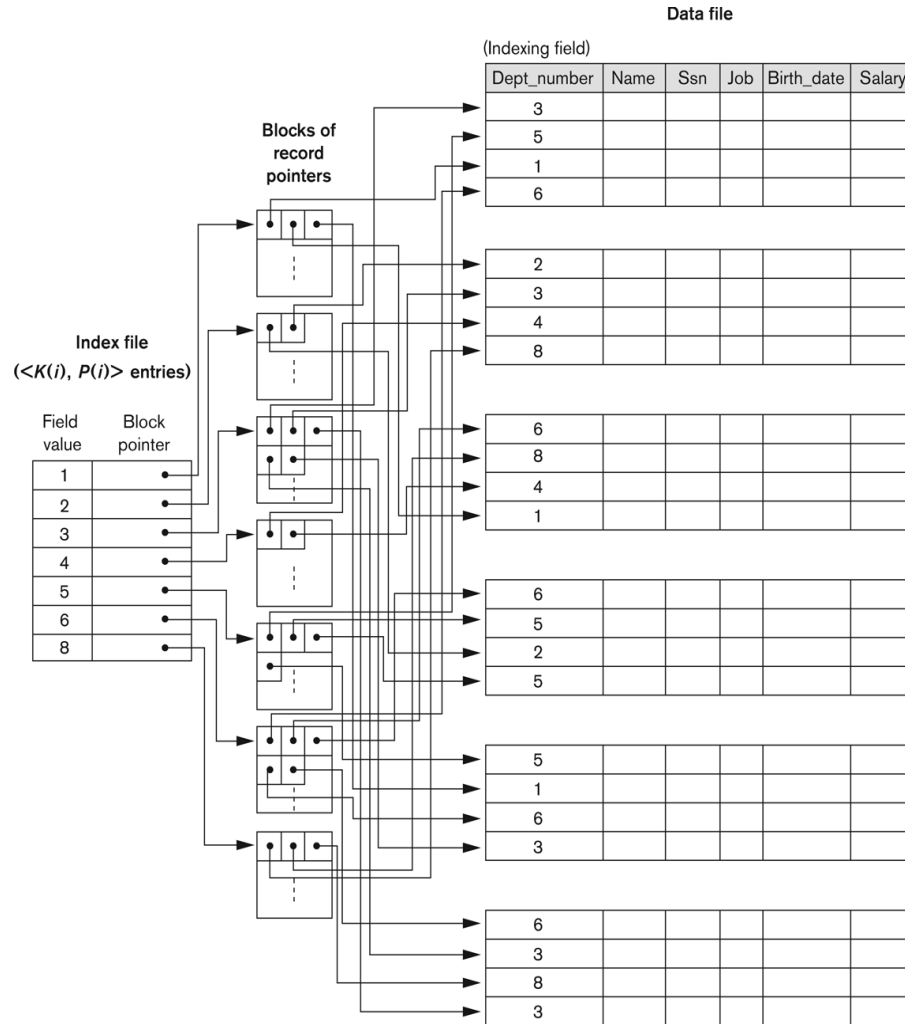 Data file
(Indexing field)
Dept_number Name Ssn Job Birth_date Salary
3
5
1
6
Blocks of
record
pointers
2
3
4
8
Index file
(<K(i), P(i)> entries)
Field
value
Block
pointer
1
2
3
4
5
6
8
6
8
4
1
6
5
2
5
5
1
6
3
6
3
8
3